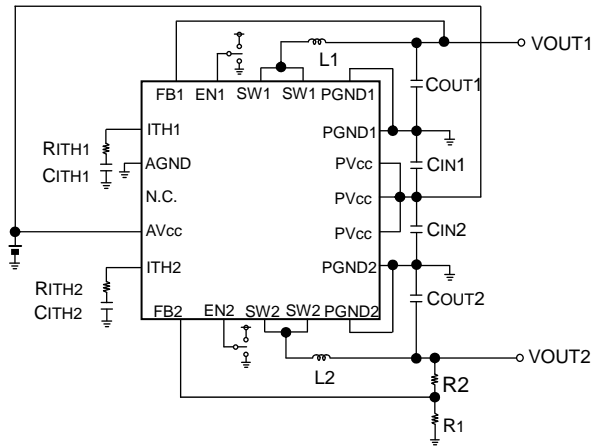 VOUT1
L1
COUT1
FB1
EN1
SW1
SW1
PGND1
ITH1
PGND1
RITH1
CITH1
AGND
PVcc
CIN1
N.C.
PVcc
AVcc
PVcc
CIN2
ITH2
PGND2
RITH2
CITH2
COUT2
FB2
EN2
SW2
SW2
PGND2
L2
VOUT2
R2
R1